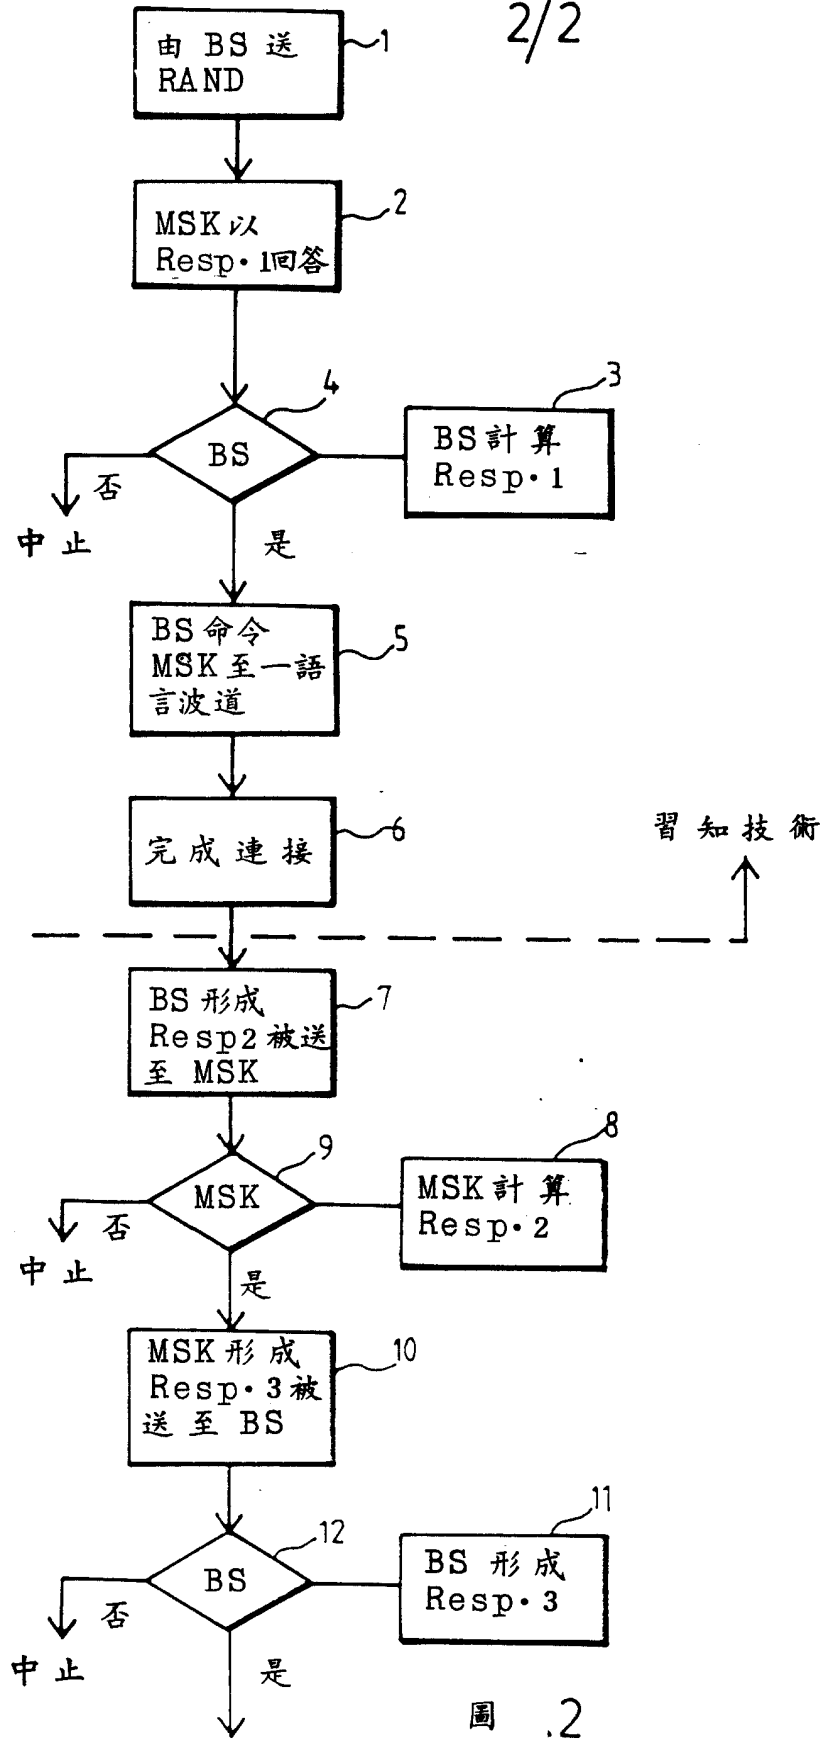 2/2
由 BS 送
RAND
1
MSK 以
Resp·1回答
2
BS
4
BS 計算
Resp·1
3
否
中止
是
BS 命令
MSK 至一語
言波道
5
完成連接
6
習知技術
BS 形成
Resp2 被送
至 MSK
7
MSK
9
MSK 計算
Resp·2
8
否
中止
是
MSK 形成
Resp·3 被
送至 BS
10
BS
12
BS 形成
Resp·3
11
否
中止
是
圖 .2